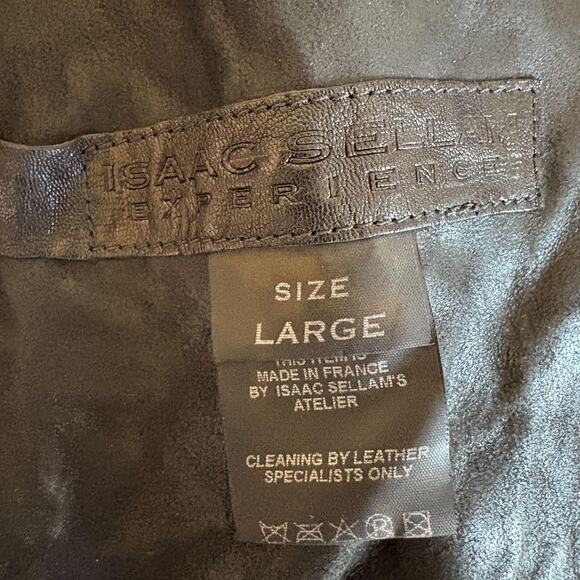 ISAAC SELLAM
EXPERIENCE
SIZE
LARGE
THIS ITEM IS
MADE IN FRANCE
BY ISAAC SELLAM'S
ATELIER
CLEANING BY LEATHER
SPECIALISTS ONLY